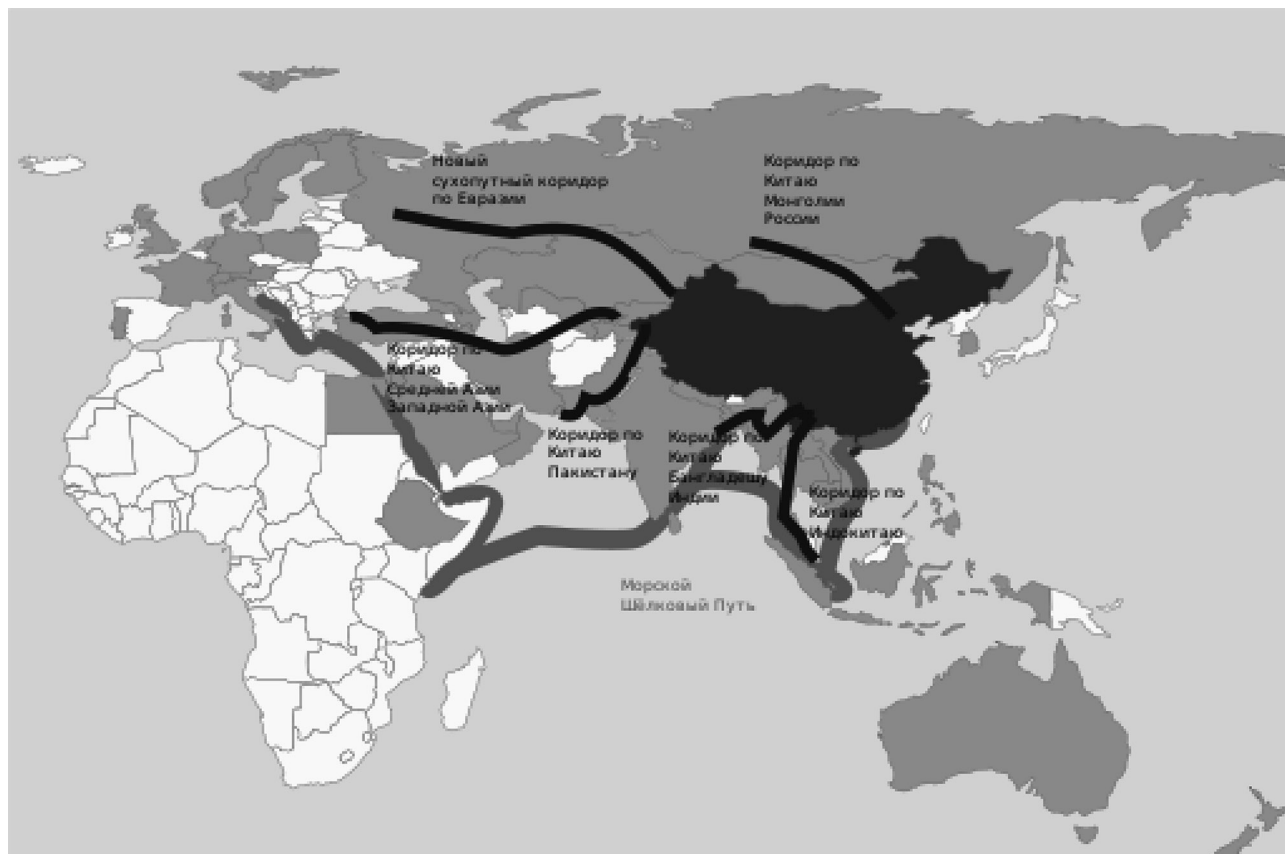 Новый
сухопутный коридор
по Евразии
Коридор по
Китаю
Монголии
России
Коридор по
Китаю
Средней Азии
Западной Азии
Коридор по
Китаю
Пакистану
Коридор по
Китаю
Бангладешу
Инции
Коридор по
Китаю
Индокитаю
Морской
Шёлковый Путь